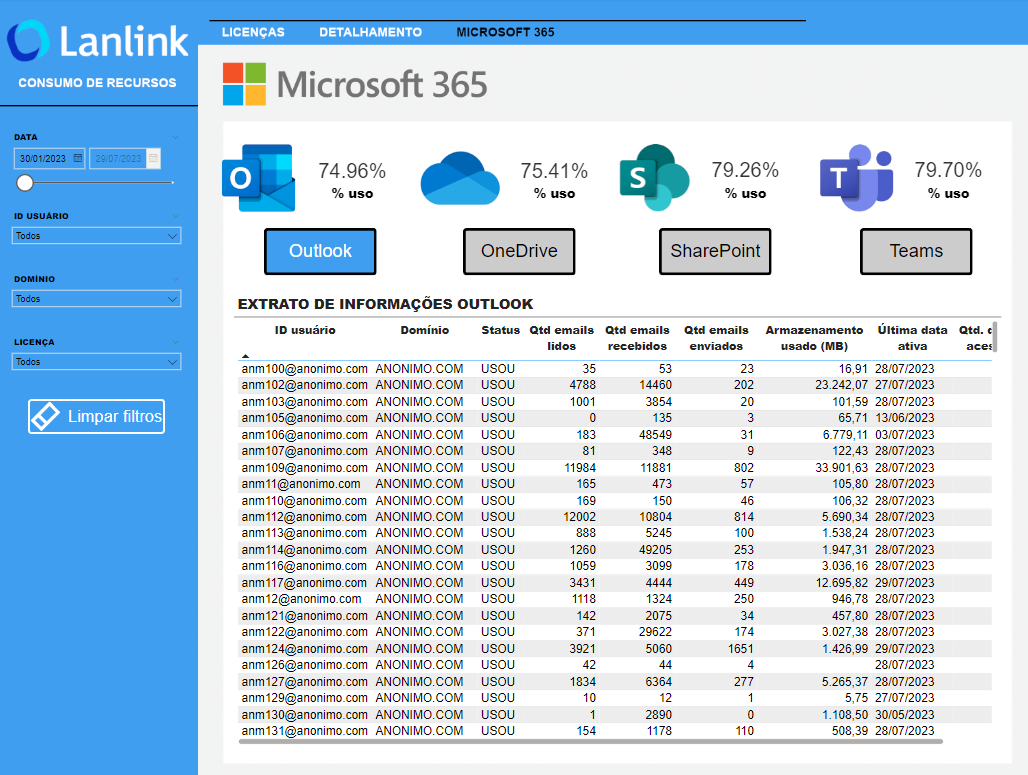 Lanlink
CONSUMO DE RECURSOS
LICENÇAS DETALHAMENTO MICROSOFT 365
Microsoft 365
DATA
30/01/2023 29/07/2023
ID USUÁRIO
Todos
DOMÍNIO
Todos
LICENÇA
Todos
Limpar filtros
O 74.96% 75.41% S 79.26% T 79.70%
% uso % uso % uso % uso
Outlook OneDrive SharePoint Teams
EXTRATO DE INFORMAÇÕES OUTLOOK
ID usuário Domínio Status Qtd emails Qtd emails Qtd emails Armazenamento Última data Qtd.
lidos recebidos enviados usado (MB) ativa aces
anm100@anonimo.com ANONIMO.COM USOU 35 53 23 16,91 28/07/2023
anm102@anonimo.com ANONIMO.COM USOU 4788 14460 202 23.242,07 27/07/2023
anm103@anonimo.com ANONIMO.COM USOU 1001 3854 20 101,59 28/07/2023
anm105@anonimo.com ANONIMO.COM USOU 0 135 3 65,71 13/06/2023
anm106@anonimo.com ANONIMO.COM USOU 183 48549 31 6.779,11 03/07/2023
anm107@anonimo.com ANONIMO.COM USOU 81 348 9 122,43 28/07/2023
anm109@anonimo.com ANONIMO.COM USOU 11984 11881 802 33.901,63 28/07/2023
anm11@anonimo.com ANONIMO.COM USOU 165 473 57 105,80 28/07/2023
anm110@anonimo.com ANONIMO.COM USOU 169 150 46 106,32 28/07/2023
anm112@anonimo.com ANONIMO.COM USOU 12002 10804 814 5.690,34 28/07/2023
anm113@anonimo.com ANONIMO.COM USOU 888 5245 100 1.538,24 28/07/2023
anm114@anonimo.com ANONIMO.COM USOU 1260 49205 253 1.947,31 28/07/2023
anm116@anonimo.com ANONIMO.COM USOU 1059 3099 178 3.036,16 28/07/2023
anm117@anonimo.com ANONIMO.COM USOU 3431 4444 449 12.695,82 29/07/2023
anm12@anonimo.com ANONIMO.COM USOU 1118 1324 250 946,78 28/07/2023
anm121@anonimo.com ANONIMO.COM USOU 142 2075 34 457,80 28/07/2023
anm122@anonimo.com ANONIMO.COM USOU 371 29622 174 3.027,38 28/07/2023
anm124@anonimo.com ANONIMO.COM USOU 3921 5060 1651 1.426,99 29/07/2023
anm126@anonimo.com ANONIMO.COM USOU 42 44 4 28/07/2023
anm127@anonimo.com ANONIMO.COM USOU 1834 6364 277 5.265,37 28/07/2023
anm129@anonimo.com ANONIMO.COM USOU 10 12 1 5,75 27/07/2023
anm130@anonimo.com ANONIMO.COM USOU 1 2890 0 1.108,50 30/05/2023
anm131@anonimo.com ANONIMO.COM USOU 154 1178 110 508,39 28/07/2023